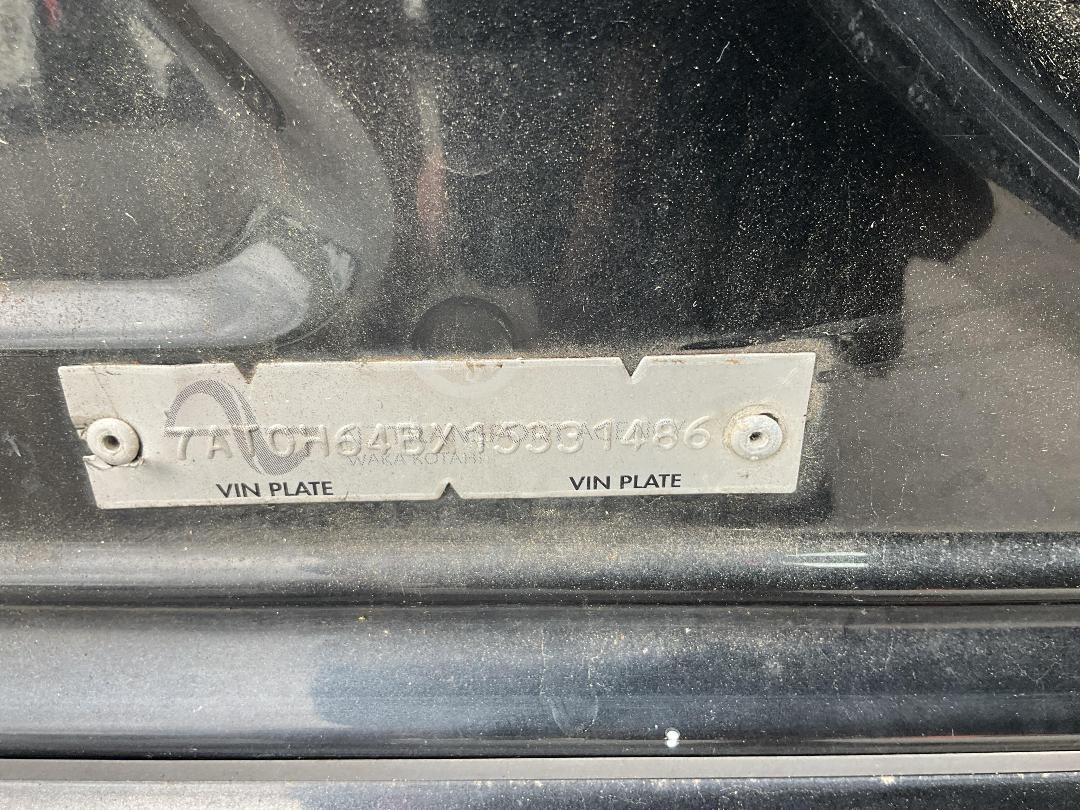 7AT0H64BX15331486
WAKA KOTAHI
VIN PLATE VIN PLATE